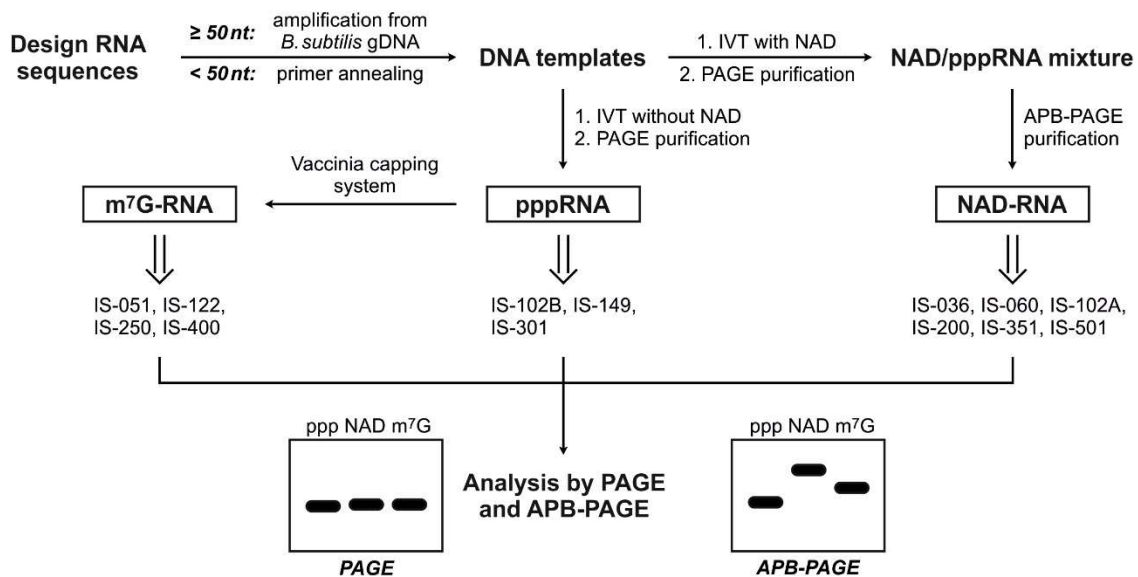 Design RNA
sequences
≥ 50 nt: amplification from
B. subtilis gDNA
< 50 nt: primer annealing
DNA templates
1. IVT with NAD
2. PAGE purification
NAD/pppRNA mixture
1. IVT without NAD
2. PAGE purification
APB-PAGE
purification
Vaccinia capping
system
m⁷G-RNA
pppRNA
NAD-RNA
IS-051, IS-122,
IS-250, IS-400
IS-102B, IS-149,
IS-301
IS-036, IS-060, IS-102A,
IS-200, IS-351, IS-501
ppp NAD m⁷G
PAGE
Analysis by PAGE
and APB-PAGE
ppp NAD m⁷G
APB-PAGE